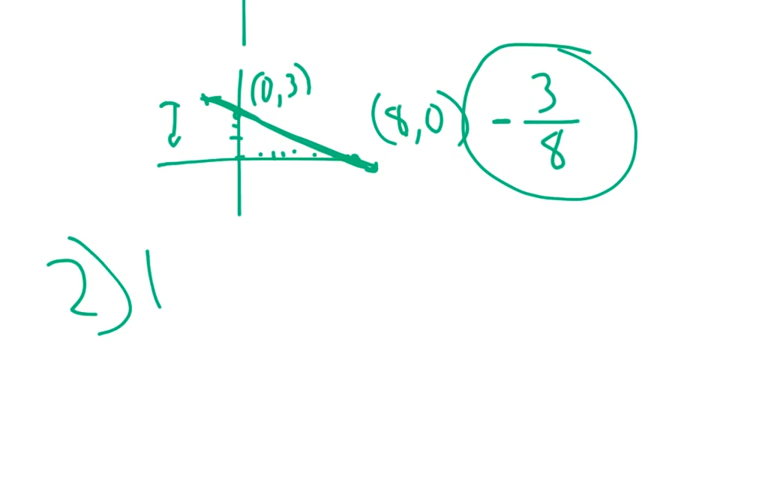 (0,3)
(8,0) -3/8
2) 1